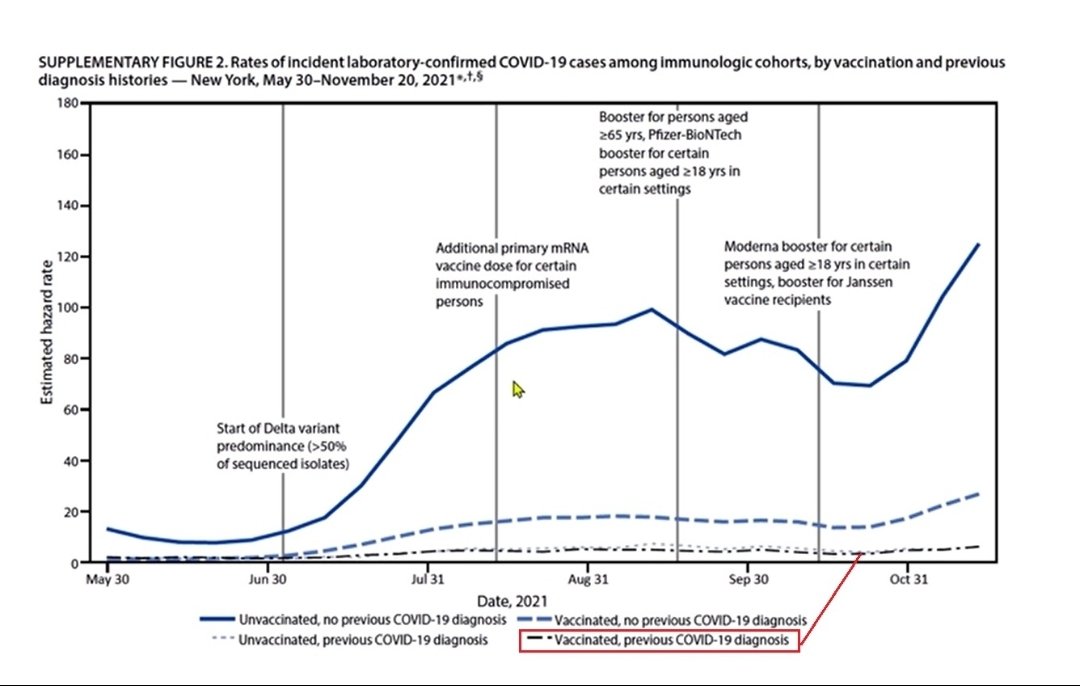 SUPPLEMENTARY FIGURE 2. Rates of incident laboratory-confirmed COVID-19 cases among immunologic cohorts, by vaccination and previous
diagnosis histories — New York, May 30–November 20, 2021*,†,§
Estimated hazard rate
180
160
140
120
100
80
60
40
20
0
Booster for persons aged
≥65 yrs, Pfizer-BioNTech
booster for certain
persons aged ≥18 yrs in
certain settings
Additional primary mRNA
vaccine dose for certain
immunocompromised
persons
Moderna booster for certain
persons aged ≥18 yrs in certain
settings, booster for Janssen
vaccine recipients
Start of Delta variant
predominance (>50%
of sequenced isolates)
May 30 Jun 30 Jul 31 Aug 31 Sep 30 Oct 31
Date, 2021
Unvaccinated, no previous COVID-19 diagnosis Vaccinated, no previous COVID-19 diagnosis
Unvaccinated, previous COVID-19 diagnosis Vaccinated, previous COVID-19 diagnosis